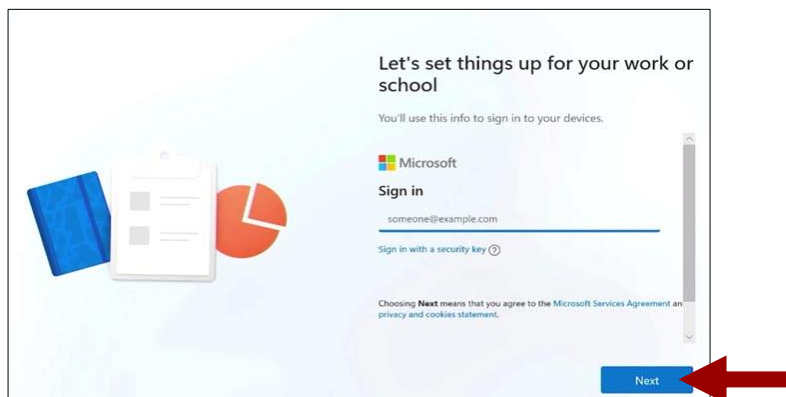 Let's set things up for your work or
school
You'll use this info to sign in to your devices.
Microsoft
Sign in
someone@example.com
Sign in with a security key ?
Choosing Next means that you agree to the Microsoft Services Agreement an
privacy and cookies statement.
Next